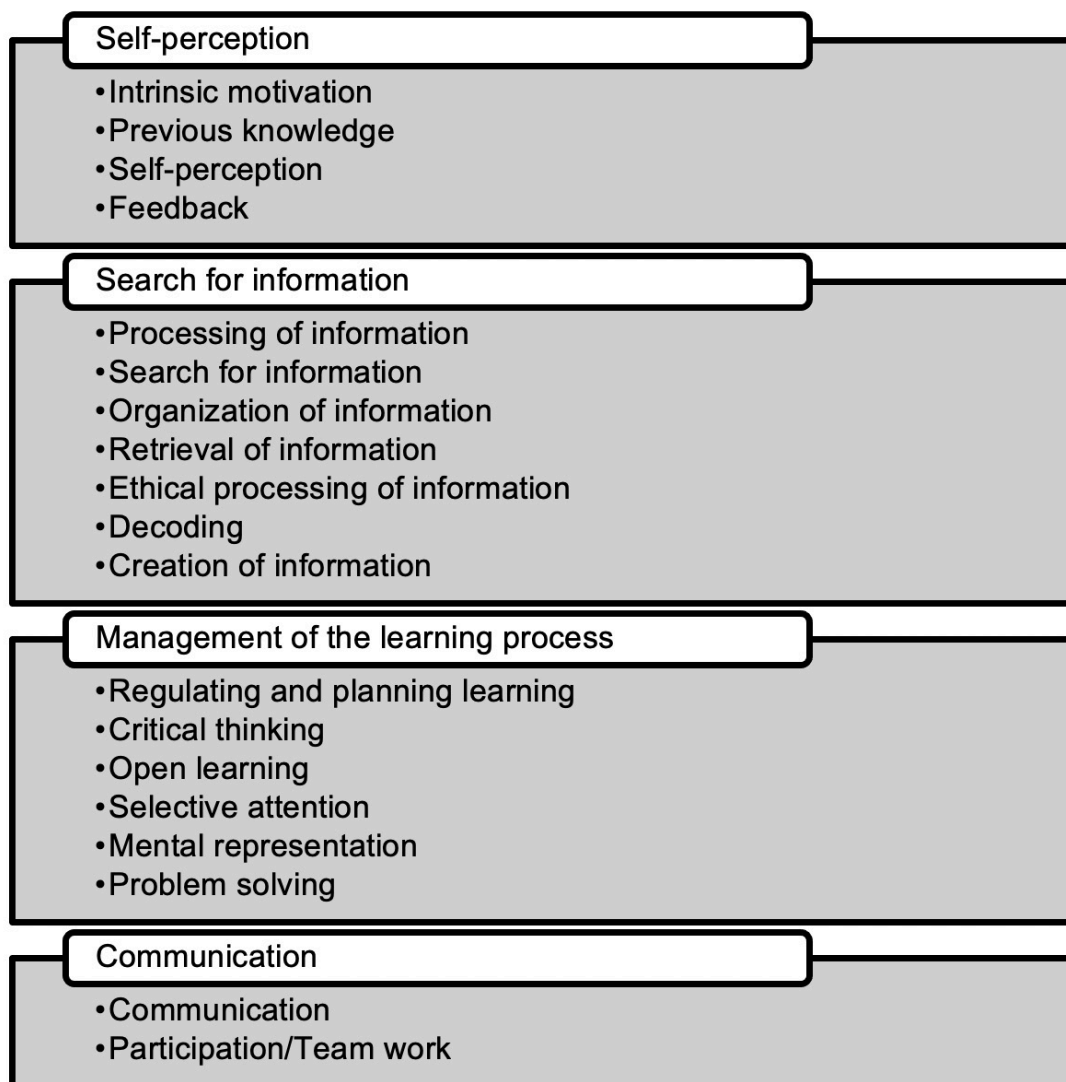 Self-perception
•Intrinsic motivation
•Previous knowledge
•Self-perception
•Feedback
Search for information
•Processing of information
•Search for information
•Organization of information
•Retrieval of information
•Ethical processing of information
•Decoding
•Creation of information
Management of the learning process
•Regulating and planning learning
•Critical thinking
•Open learning
•Selective attention
•Mental representation
•Problem solving
Communication
•Communication
•Participation/Team work